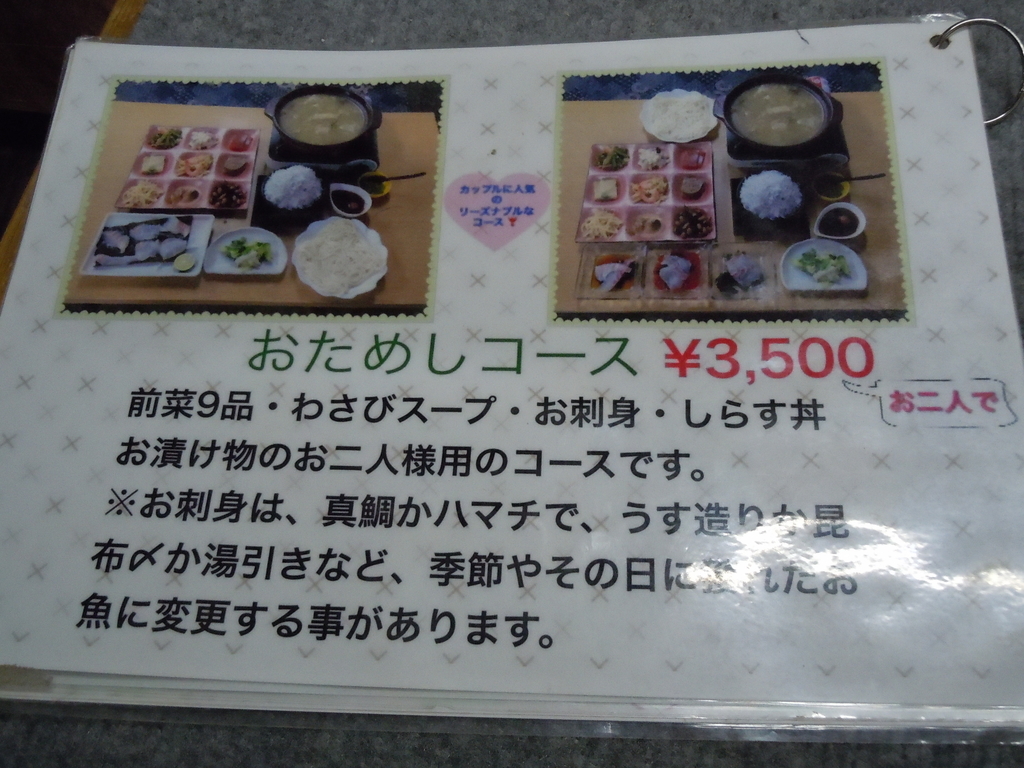 カップルに人気
の
リーズナブルな
コース❣
おためしコース ¥3,500
お二人で
前菜9品・わさびスープ・お刺身・しらす丼
お漬け物のお二人様用のコースです。
※お刺身は、真鯛かハマチで、うす造りか昆
布〆か湯引きなど、季節やその日に獲れたお
魚に変更する事があります。